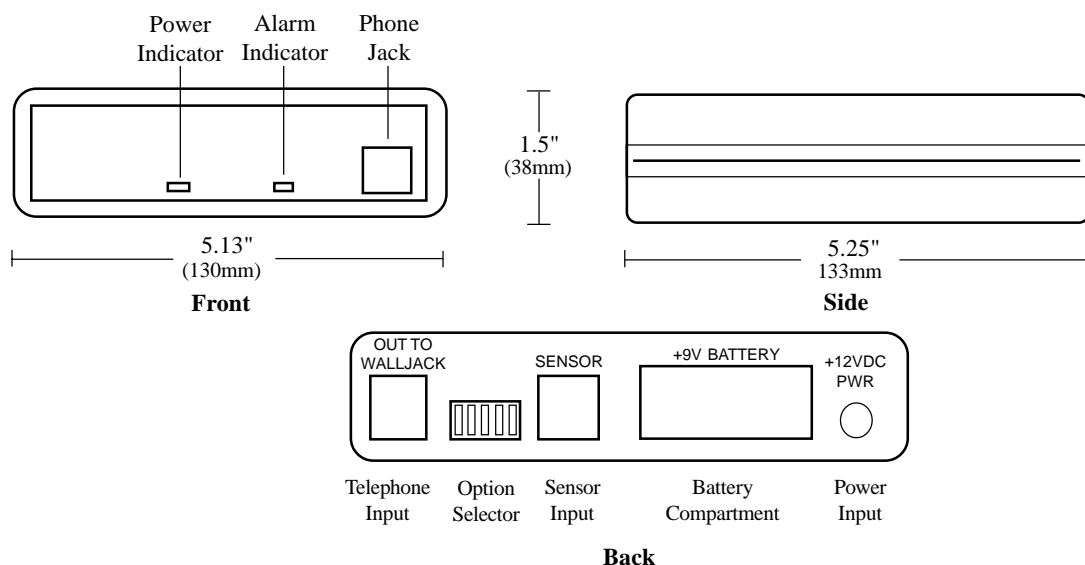 Power
Indicator
Alarm
Indicator
Phone
Jack
1.5"
(38mm)
5.13"
(130mm)
Front
5.25"
133mm
Side
OUT TO
WALLJACK
SENSOR
+9V BATTERY
+12VDC
PWR
Telephone
Input
Option
Selector
Sensor
Input
Battery
Compartment
Power
Input
Back